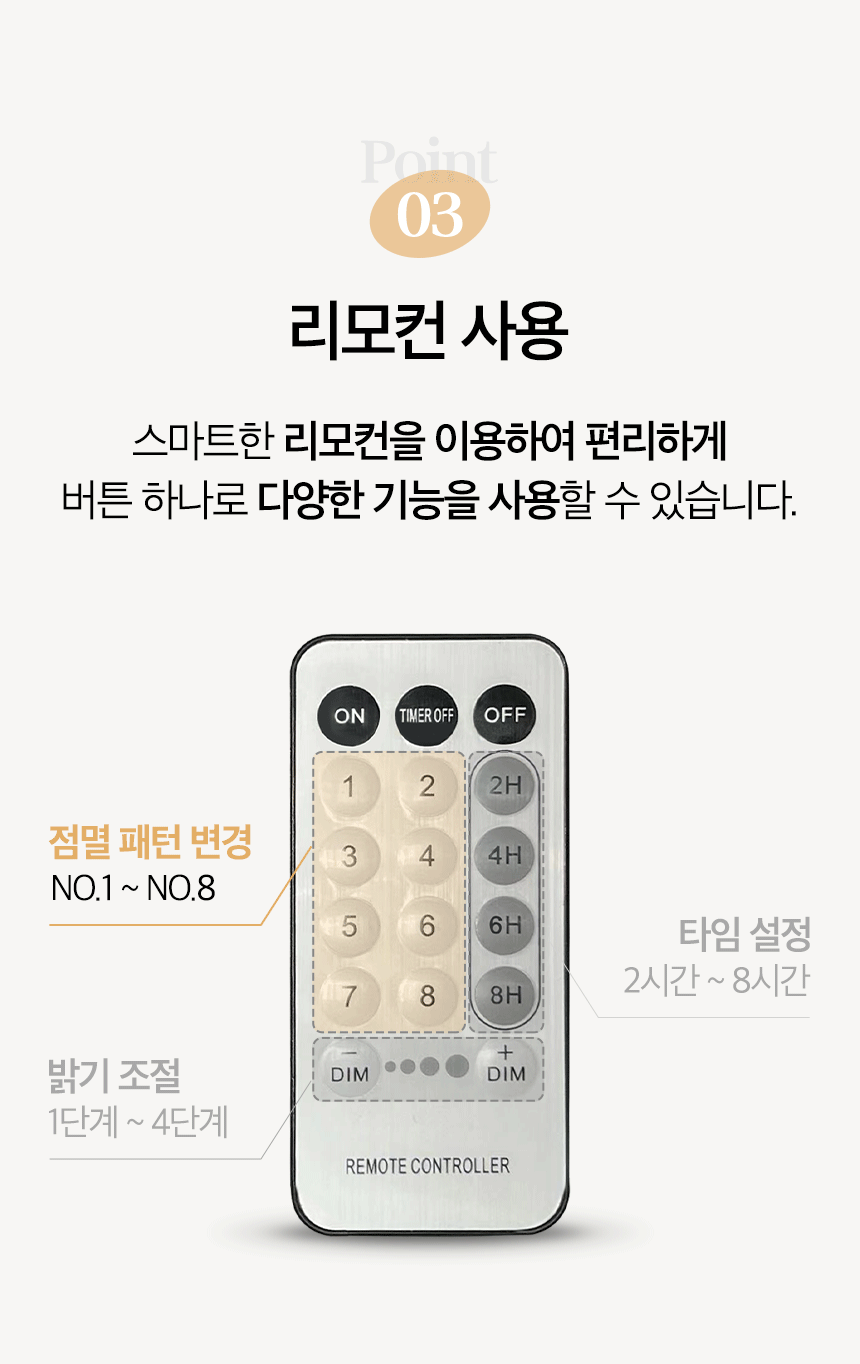 Point
03
리모컨 사용
스마트한 리모컨을 이용하여 편리하게
버튼 하나로 다양한 기능을 사용할 수 있습니다.
ON TIMER OFF OFF
1 2 2H
3 4 4H
5 6 6H
7 8 8H
점멸 패턴 변경
NO.1 ~ NO.8
타임 설정
2시간 ~ 8시간
밝기 조절
1단계 ~ 4단계
− +
DIM DIM
REMOTE CONTROLLER